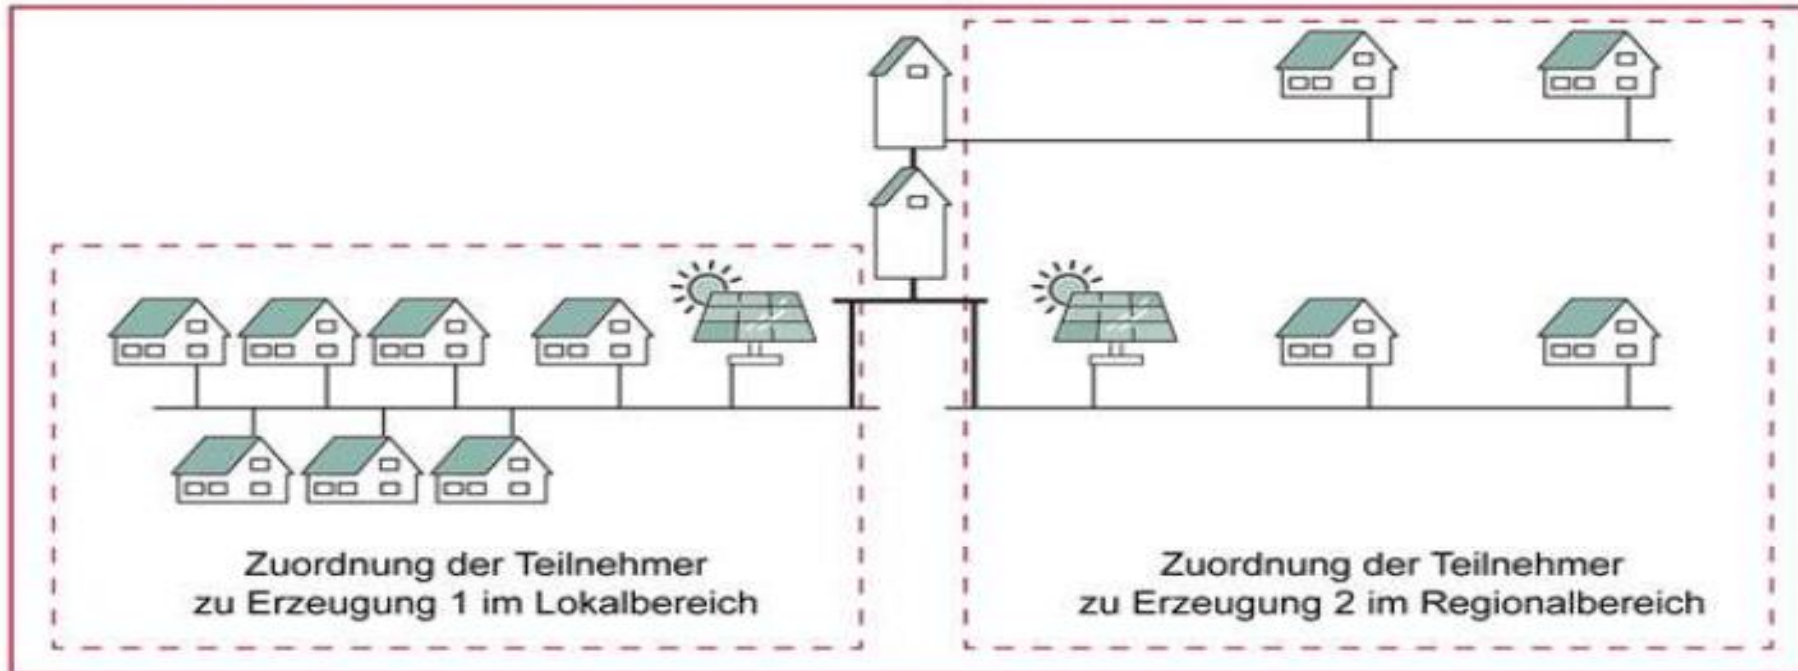 Zuordnung der Teilnehmer
zu Erzeugung 1 im Lokalbereich
Zuordnung der Teilnehmer
zu Erzeugung 2 im Regionalbereich